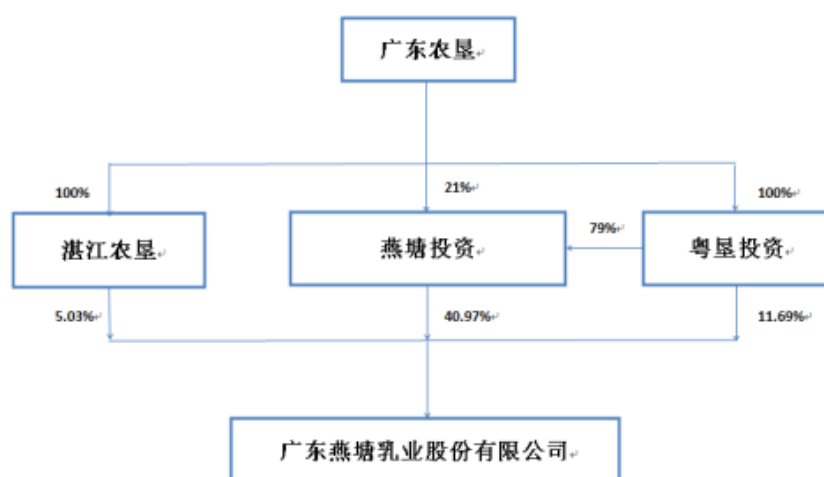 广东农垦
100%
21%
100%
湛江农垦
燕塘投资
79%
粤垦投资
5.03%
40.97%
11.69%
广东燕塘乳业股份有限公司